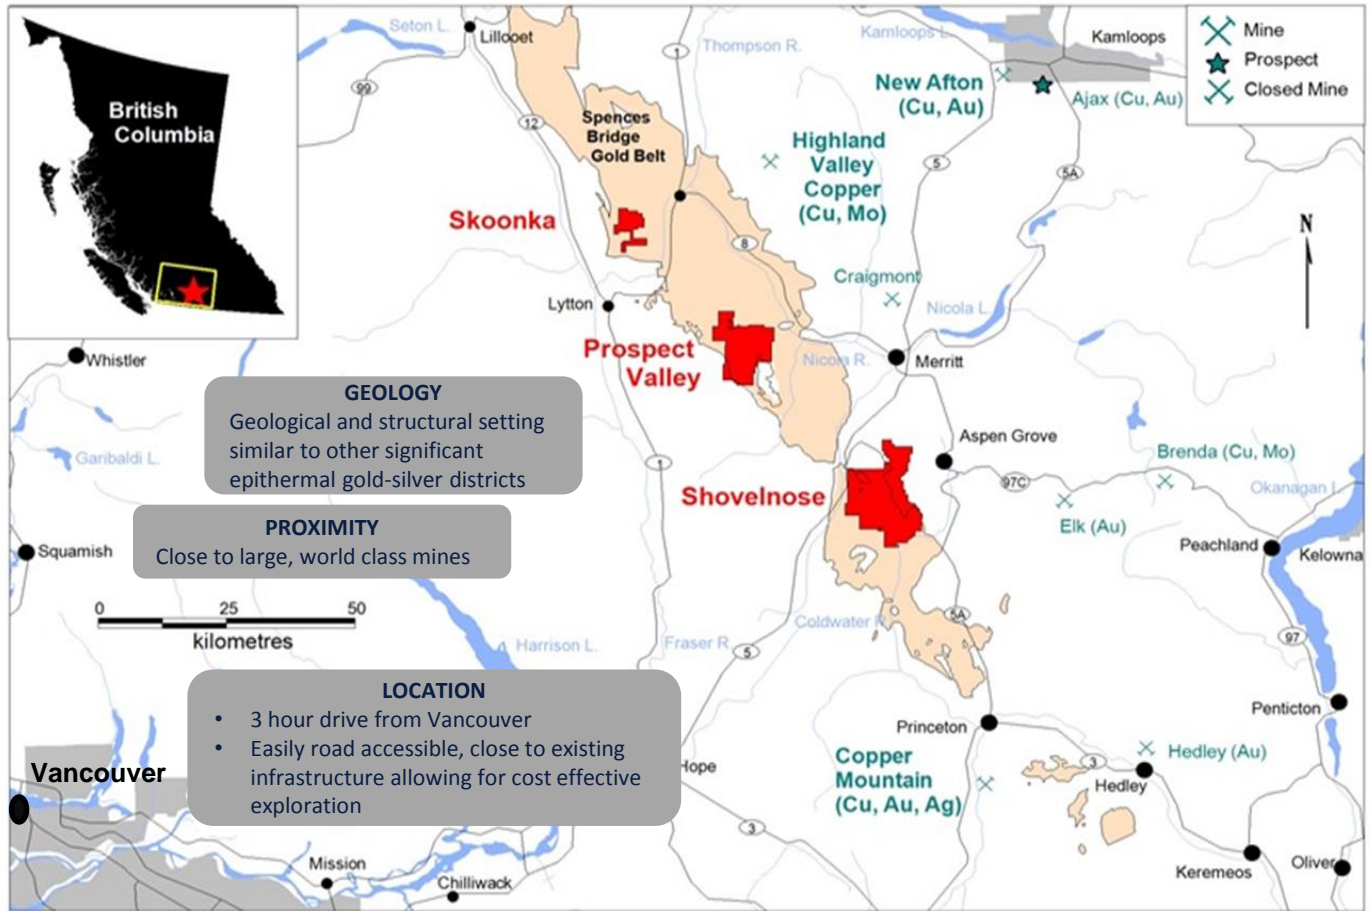 British
Columbia
Seton L.
Lillooet
1
Thompson R.
Kamloops L.
Kamloops
Mine
Prospect
Closed Mine
99
12
Spences
Bridge
Gold Belt
New Afton
(Cu, Au)
Ajax (Cu, Au)
Highland
Valley
Copper
(Cu, Mo)
5
5A
N
Skoonka
8
Craigmont
Lytton
Nicola L.
Whistler
Prospect
Valley
Nicola R.
Merritt
GEOLOGY
Geological and structural setting
similar to other significant
epithermal gold-silver districts
Garibaldi L.
1
Aspen Grove
97C
Brenda (Cu, Mo)
Okanagan L.
Shovelnose
Elk (Au)
PROXIMITY
Close to large, world class mines
Squamish
Peachland
Kelowna
0 25 50
kilometres
Harrison L.
Fraser R.
5
Coldwater
5A
97
LOCATION
• 3 hour drive from Vancouver
• Easily road accessible, close to existing
infrastructure allowing for cost effective
exploration
Vancouver
Hope
Princeton
Penticton
Copper
Mountain
(Cu, Au, Ag)
3
Hedley (Au)
Hedley
3
Mission
Chilliwack
Keremeos
Oliver